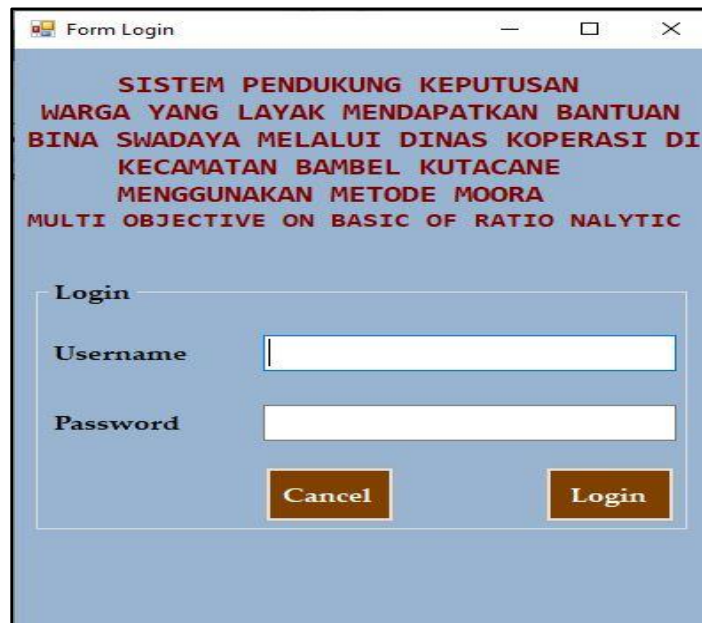 Form Login
SISTEM PENDUKUNG KEPUTUSAN
WARGA YANG LAYAK MENDAPATKAN BANTUAN
BINA SWADAYA MELALUI DINAS KOPERASI DI
KECAMATAN BAMBEL KUTACANE
MENGGUNAKAN METODE MOORA
MULTI OBJECTIVE ON BASIC OF RATIO NALYTIC
Login
Username
Password
Cancel Login